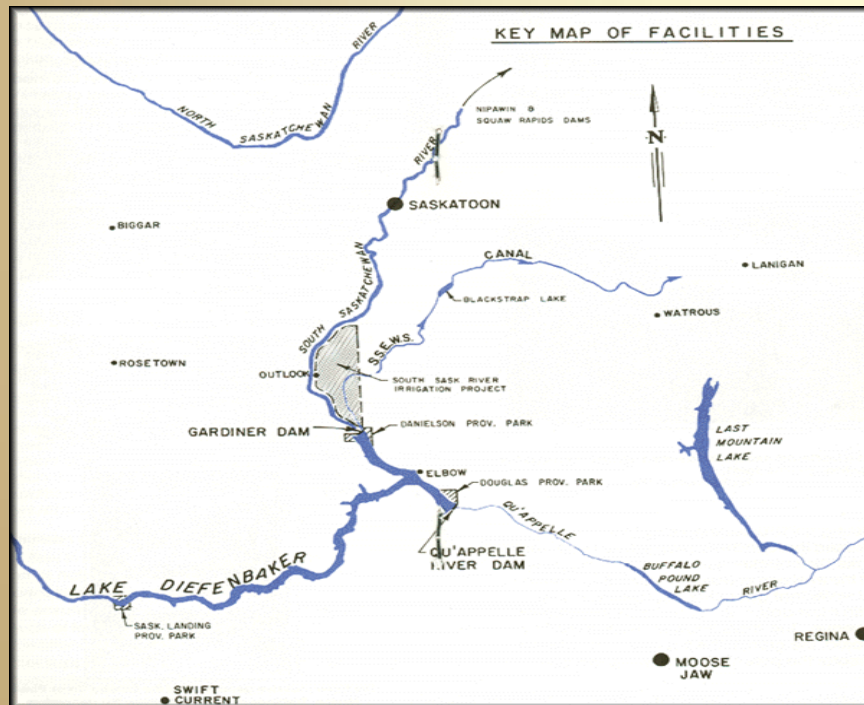 KEY MAP OF FACILITIES
RIVER
NORTH
SASKATCHEWAN
NIPAWIN &
SQUAW RAPIDS DAMS
RIVER
N
SASKATOON
BIGGAR
CANAL
LANIGAN
BLACKSTRAP LAKE
SOUTH SASKATCHEWAN
WATROUS
S.S.E.W.S.
ROSETOWN
OUTLOOK
SOUTH SASK RIVER
IRRIGATION PROJECT
GARDINER DAM
DANIELSON PROV. PARK
LAST
MOUNTAIN
LAKE
ELBOW
DOUGLAS PROV. PARK
QU'APPELLE
QU'APPELLE
RIVER DAM
LAKE DIEFENBAKER
BUFFALO
POUND
LAKE
RIVER
SASK. LANDING
PROV. PARK
REGINA
MOOSE
JAW
SWIFT
CURRENT